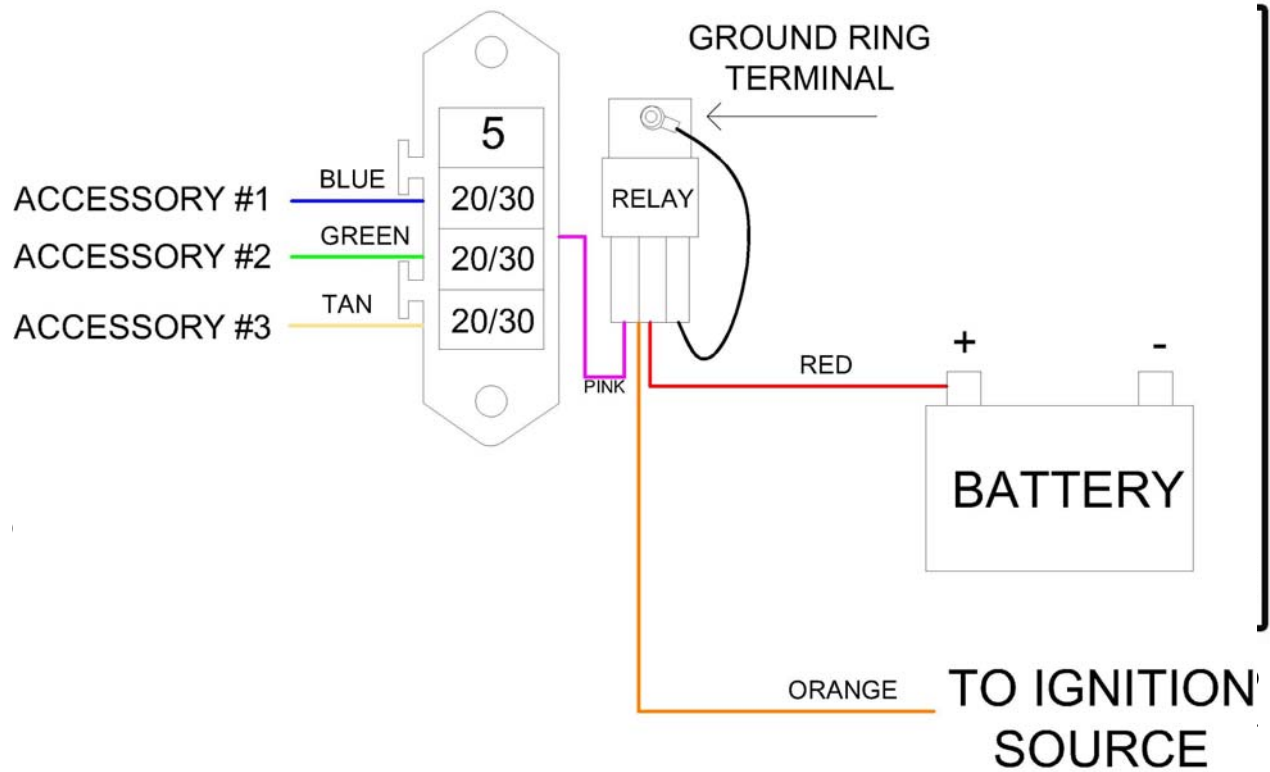 GROUND RING
TERMINAL
5
ACCESSORY #1
BLUE
20/30
RELAY
ACCESSORY #2
GREEN
20/30
ACCESSORY #3
TAN
20/30
PINK
RED
+
-
BATTERY
ORANGE
TO IGNITION
SOURCE